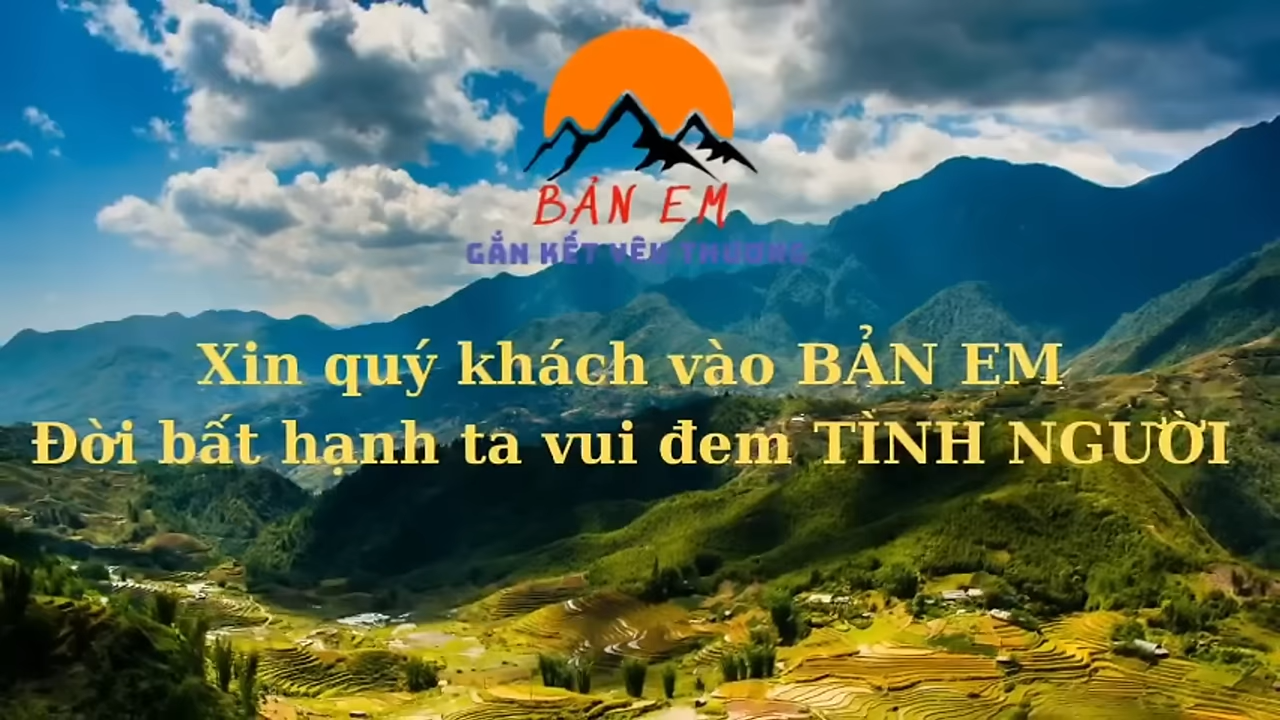 BẢN EM
GẮN KẾT YÊU THƯƠNG
Xin quý khách vào BẢN EM
Đời bất hạnh ta vui đem TÌNH NGƯỜI